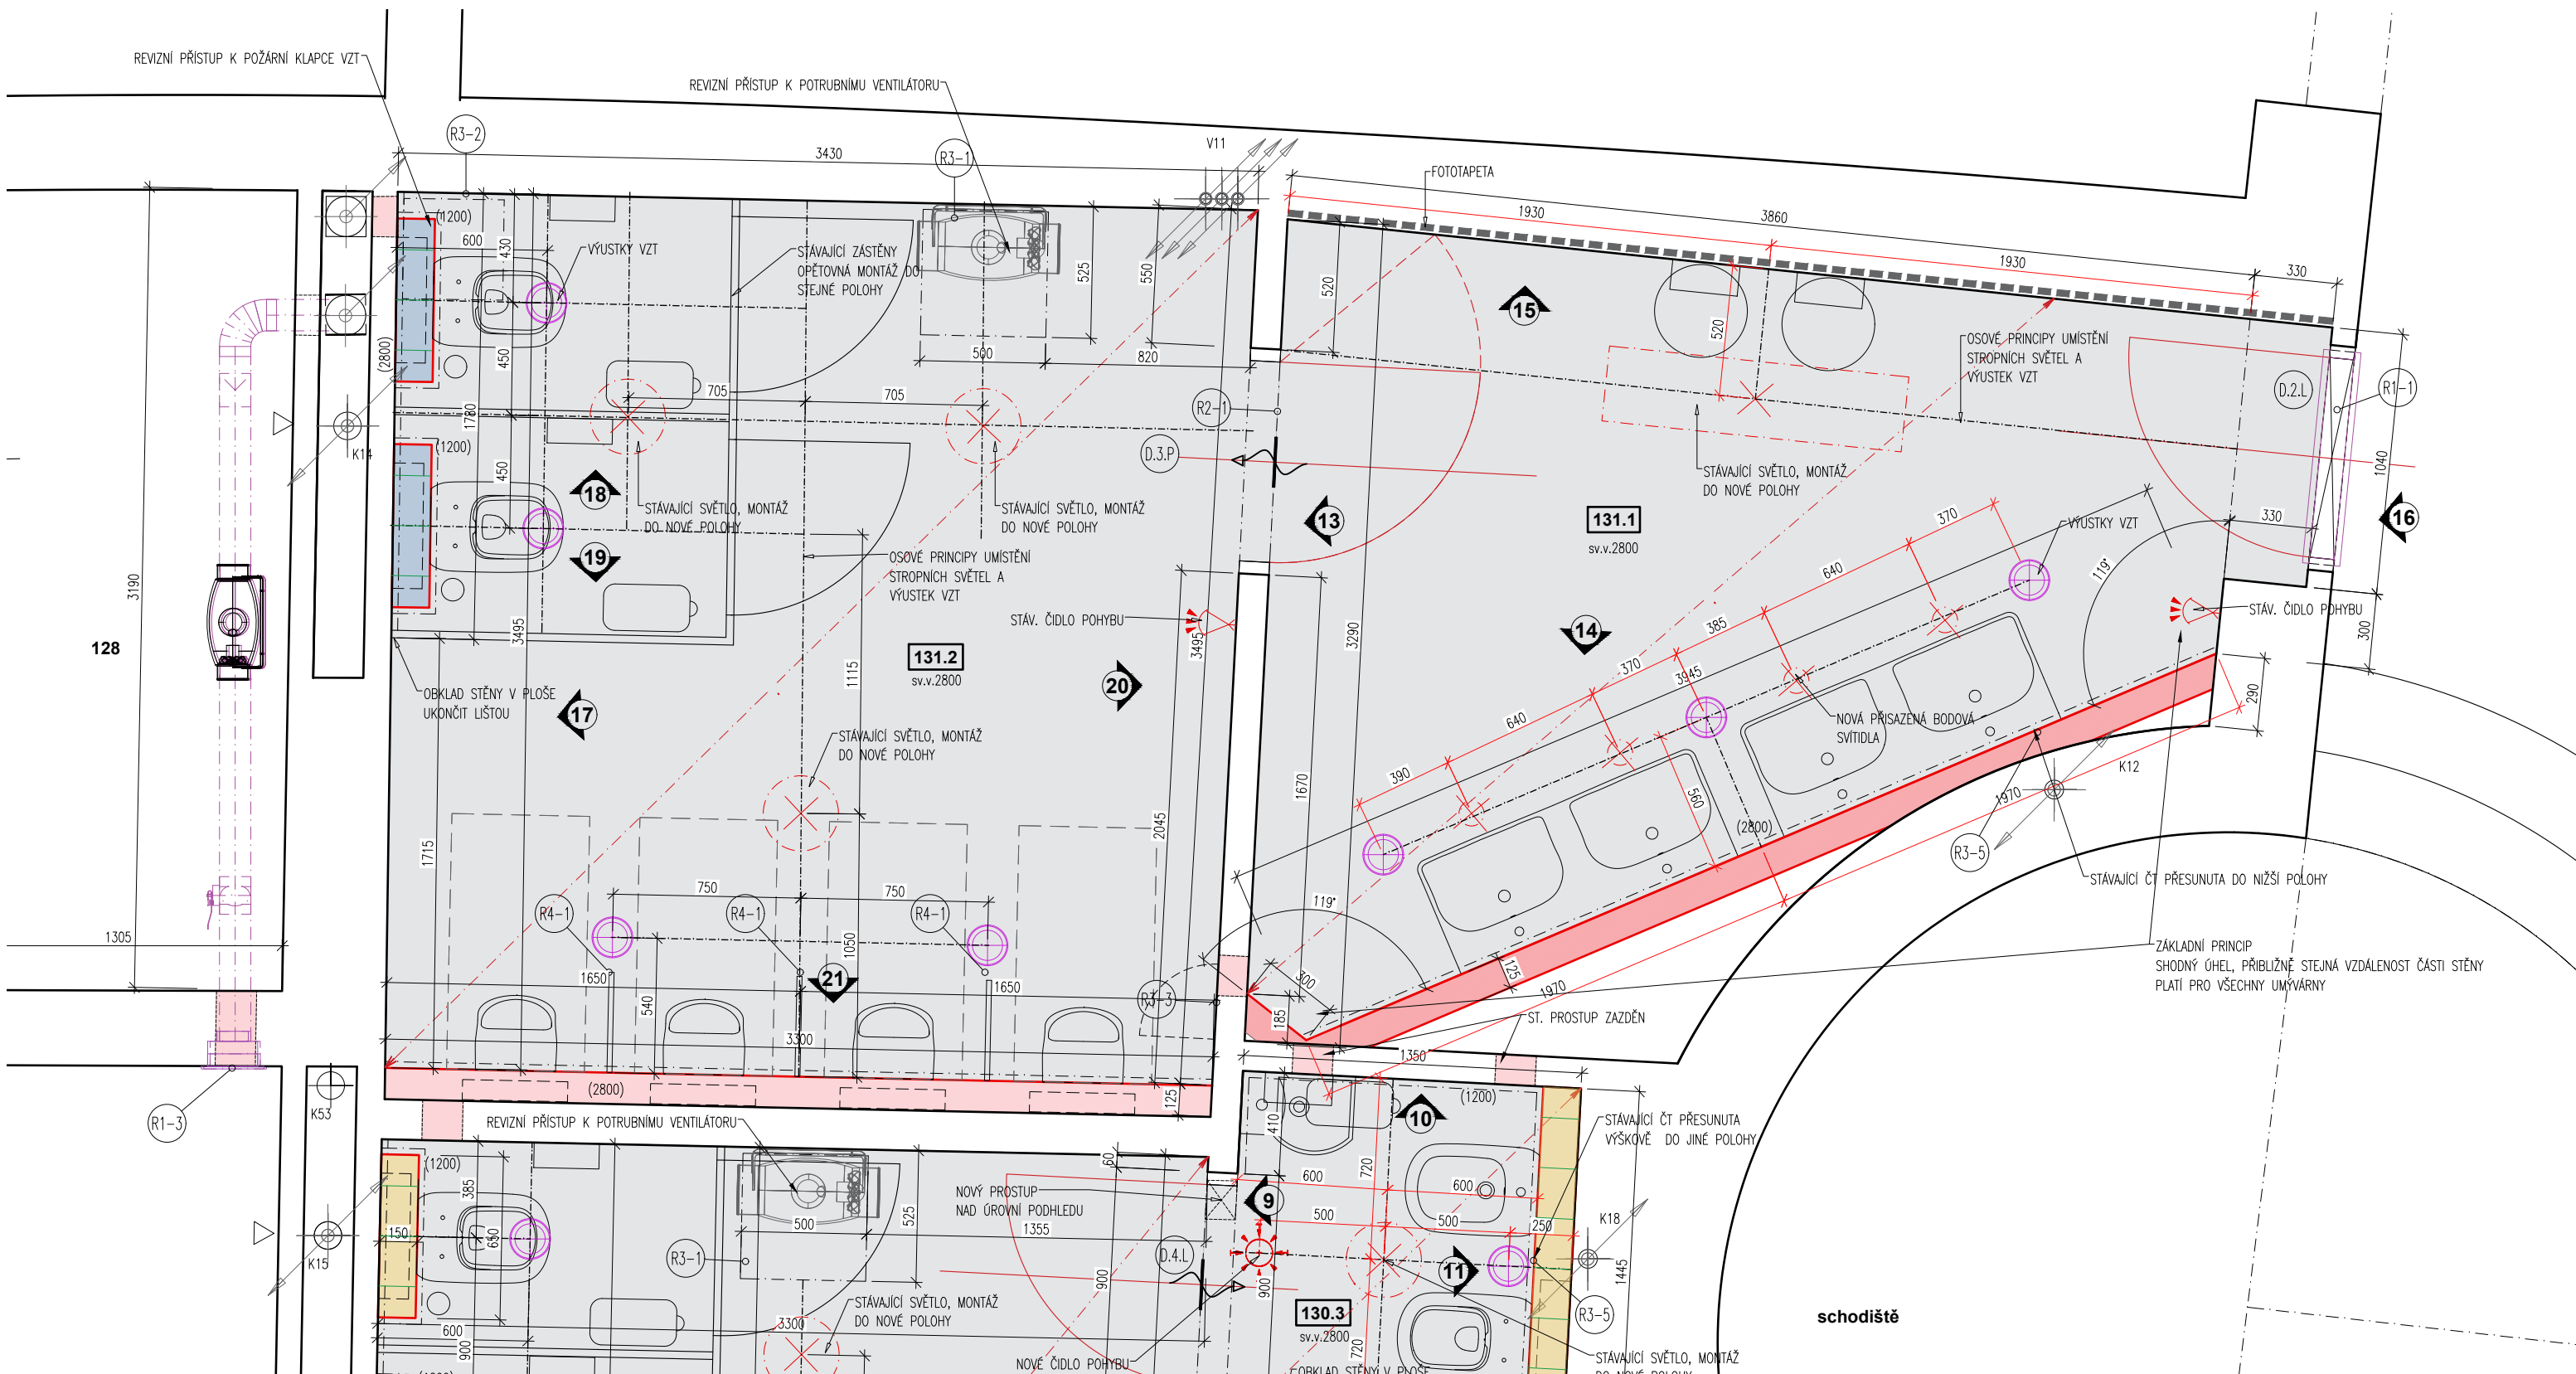 REVIZNÍ PŘÍSTUP K POŽÁRNÍ KLAPCE VZT
REVIZNÍ PŘÍSTUP K POTRUBNÍMU VENTILÁTORU
R3-2
3430
R3-1
V11
FOTOTAPETA
1930
3860
1930
330
(1200)
600
430
VÝUSTKY VZT
STÁVAJÍCÍ ZÁSTĚNY
OPĚTOVNÁ MONTÁŽ DO
STEJNÉ POLOHY
525
550
520
15
520
OSOVÉ PRINCIPY UMÍSTĚNÍ
STROPNÍCH SVĚTEL A
VÝUSTEK VZT
(2800)
450
500
820
D.2.L
R1-1
705
705
R2-1
1780
K14
(1200)
450
D.3.P
1040
STÁVAJÍCÍ SVĚTLO, MONTÁŽ
DO NOVÉ POLOHY
18
STÁVAJÍCÍ SVĚTLO, MONTÁŽ
DO NOVÉ POLOHY
STÁVAJÍCÍ SVĚTLO, MONTÁŽ
DO NOVÉ POLOHY
13
131.1
sv.v.2800
370
370
330
16
VÝUSTKY VZT
19
OSOVÉ PRINCIPY UMÍSTĚNÍ
STROPNÍCH SVĚTEL A
VÝUSTEK VZT
640
119°
3190
128
3495
STÁV. ČIDLO POHYBU
3495
3290
14
385
STÁV. ČIDLO POHYBU
300
131.2
sv.v.2800
1115
20
370
3945
290
OBKLAD STĚNY V PLOŠE
UKONČIT LIŠTOU
17
640
NOVÁ PŘISAZENÁ BODOVÁ
SVÍTIDLA
STÁVAJÍCÍ SVĚTLO, MONTÁŽ
DO NOVÉ POLOHY
K12
390
1670
560
1970
1715
2045
(2800)
R3-5
STÁVAJÍCÍ ČT PŘESUNUTA DO NIŽŠÍ POLOHY
750
750
R4-1
R4-1
R4-1
119°
1305
1050
ZÁKLADNÍ PRINCIP
SHODNÝ ÚHEL, PŘIBLIŽNĚ STEJNÁ VZDÁLENOST ČÁSTI STĚNY
PLATÍ PRO VŠECHNY UMÝVÁRNY
1650
21
1650
540
R3-3
300
125
1970
185
ST. PROSTUP ZAZDĚN
3300
1350
(2800)
125
R1-3
K53
REVIZNÍ PŘÍSTUP K POTRUBNÍMU VENTILÁTORU
410
10
(1200)
STÁVAJÍCÍ ČT PŘESUNUTA
VÝŠKOVĚ DO JINÉ POLOHY
(1200)
385
60
720
600
600
NOVÝ PROSTUP
NAD ÚROVNÍ PODHLEDU
9
150
650
500
525
1355
500
500
250
K18
R3-1
D.4.L
K15
900
900
11
1445
STÁVAJÍCÍ SVĚTLO, MONTÁŽ
DO NOVÉ POLOHY
130.3
sv.v.2800
R3-5
schodiště
600
3300
900
720
NOVÉ ČIDLO POHYBU
STÁVAJÍCÍ SVĚTLO, MONTÁŽ
DO NOVÉ POLOHY
OBKLAD STĚNY V PLOŠE
(1200)